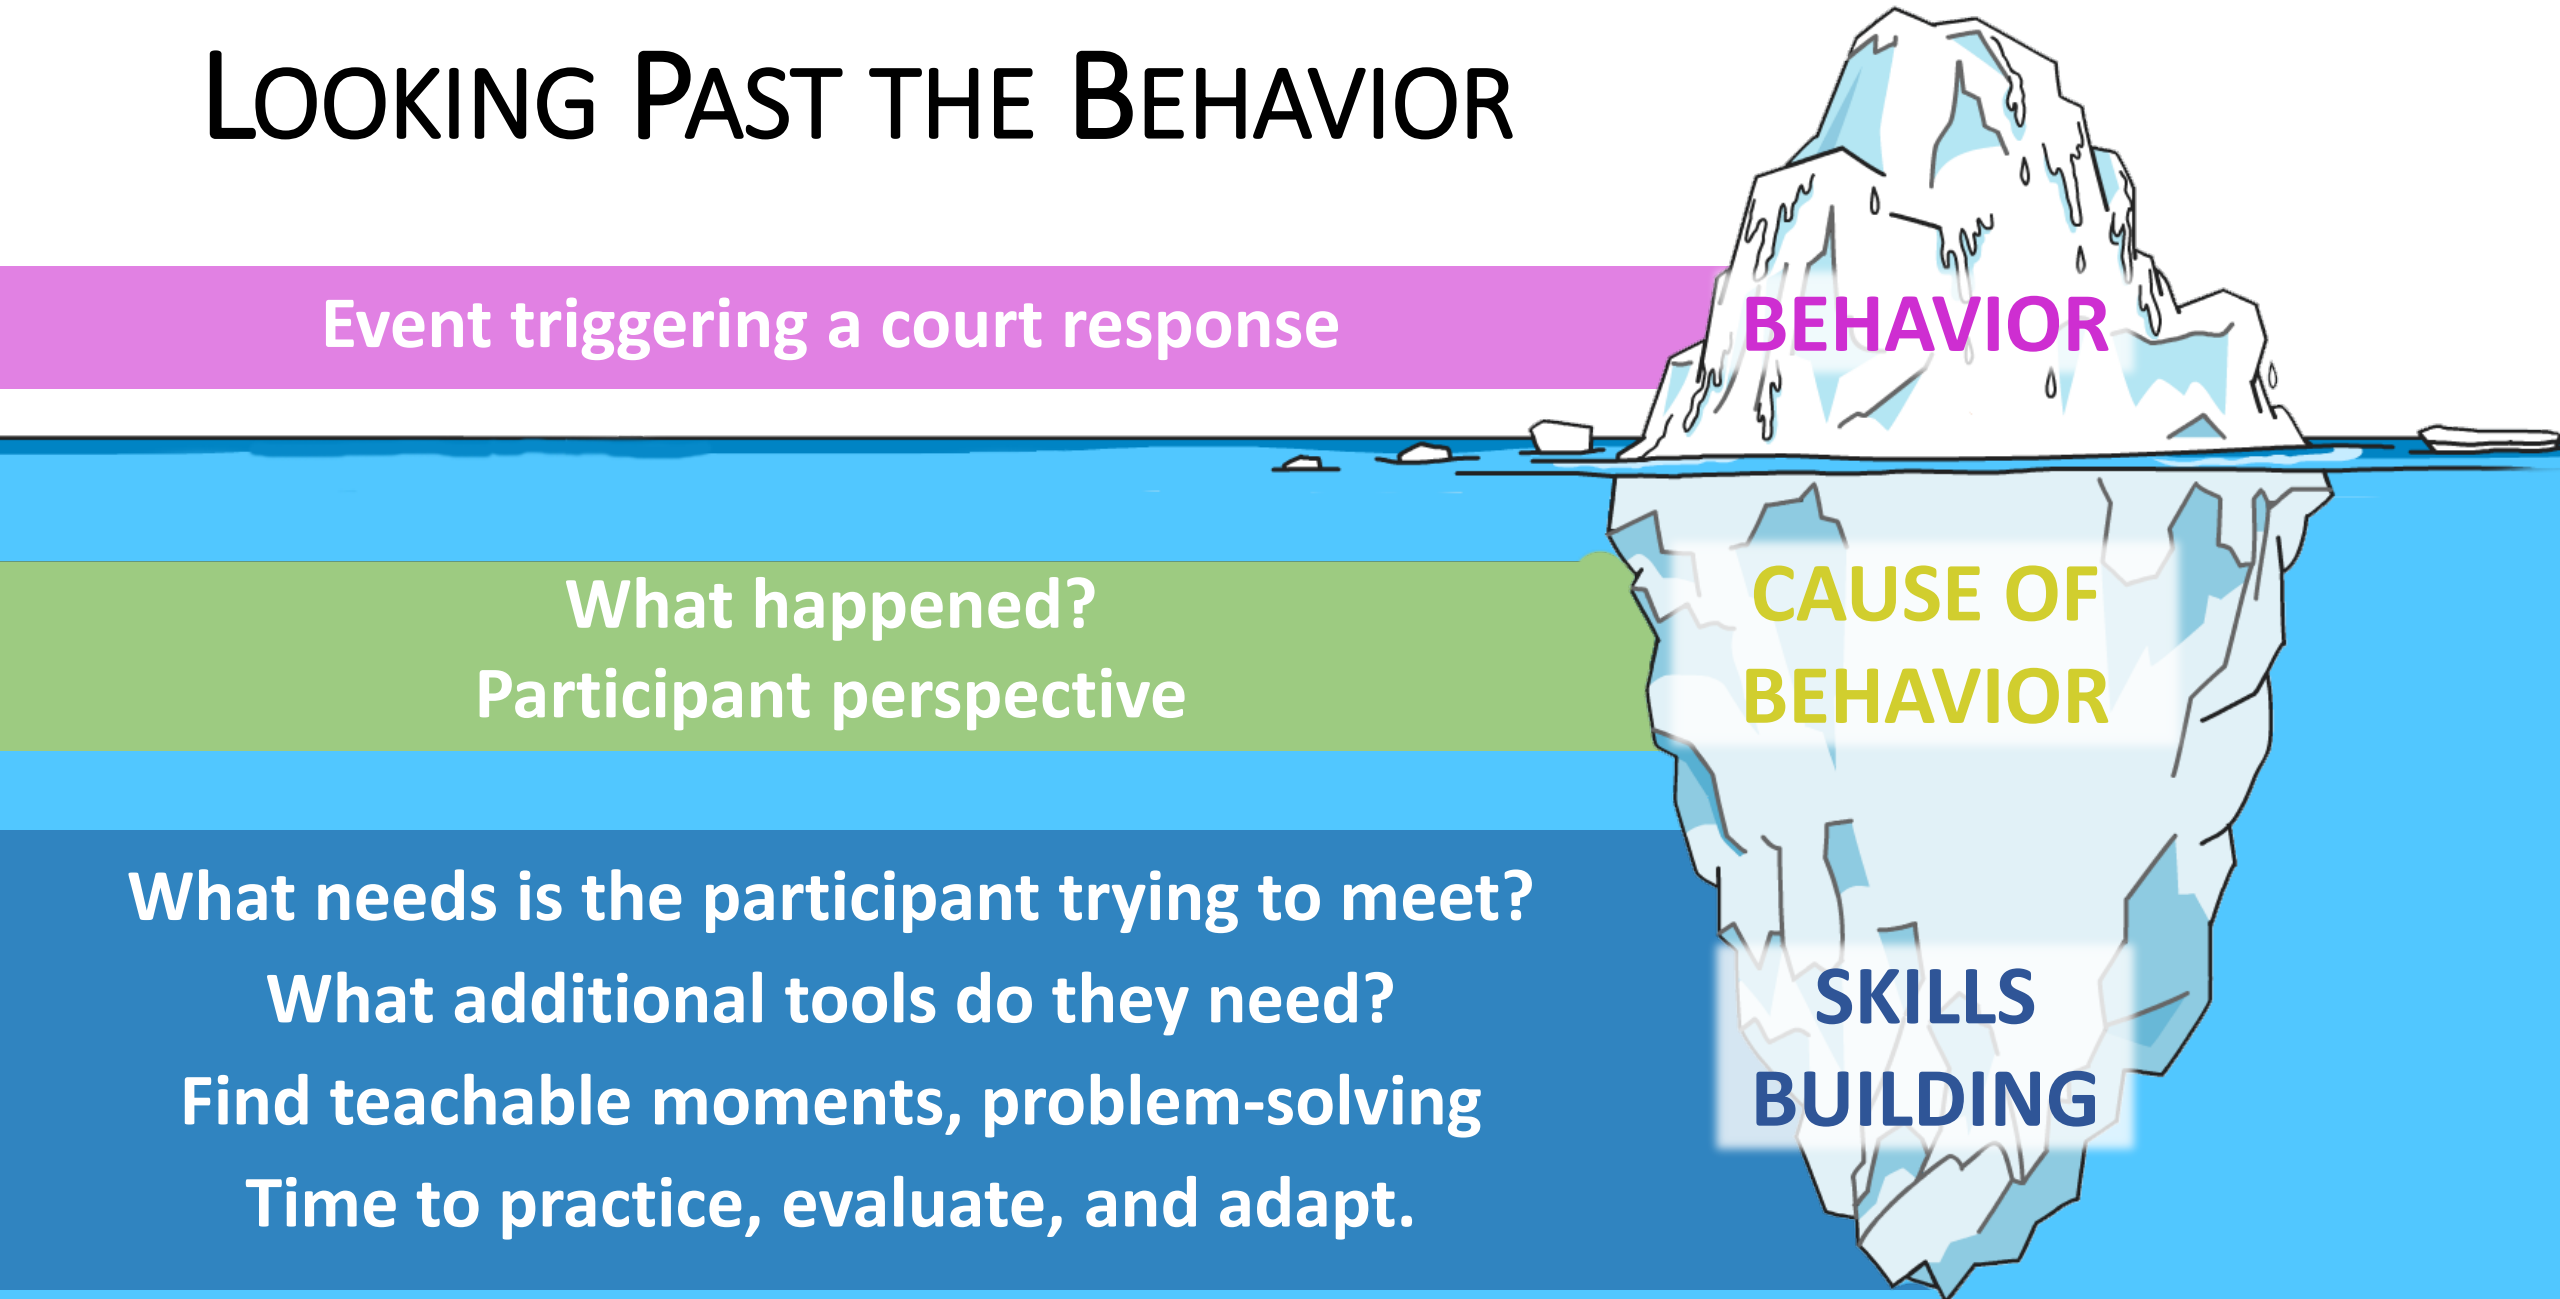 LOOKING PAST THE BEHAVIOR
Event triggering a court response
BEHAVIOR
What happened?
Participant perspective
CAUSE OF
BEHAVIOR
What needs is the participant trying to meet?
What additional tools do they need?
Find teachable moments, problem-solving
Time to practice, evaluate, and adapt.
SKILLS
BUILDING